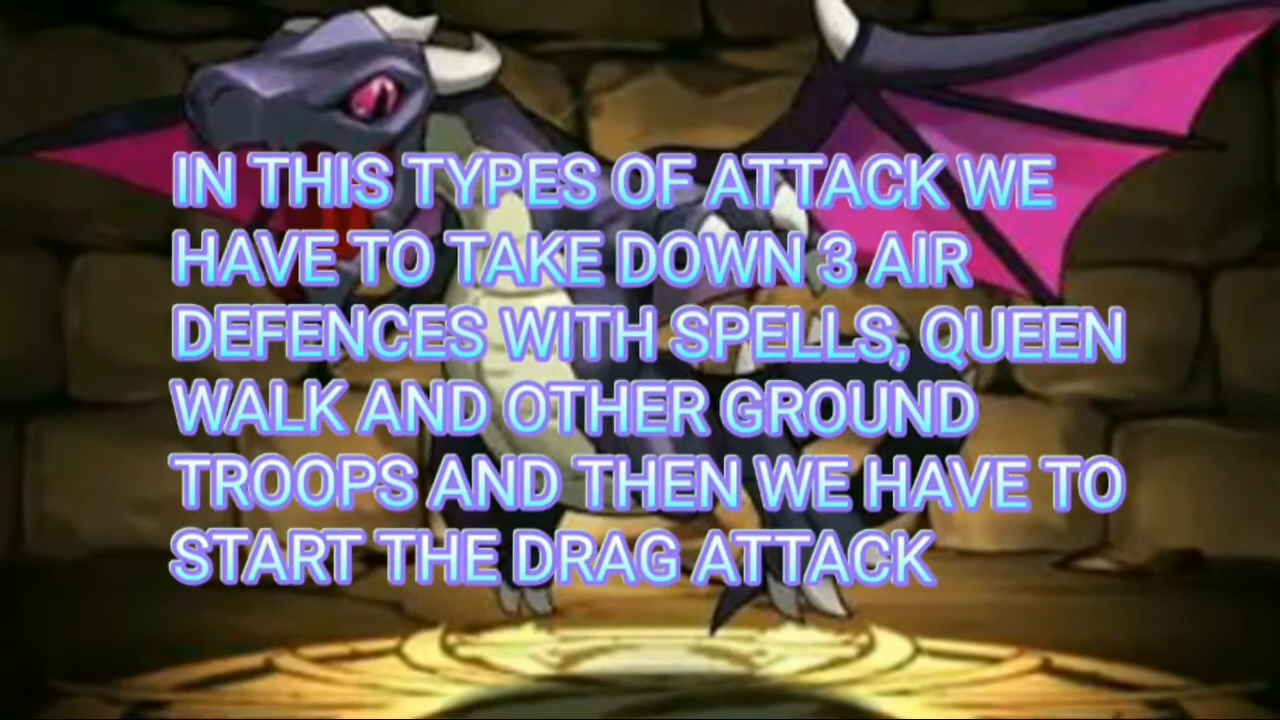 IN THIS TYPES OF ATTACK WE
HAVE TO TAKE DOWN 3 AIR
DEFENCES WITH SPELLS, QUEEN
WALK AND OTHER GROUND
TROOPS AND THEN WE HAVE TO
START THE DRAG ATTACK